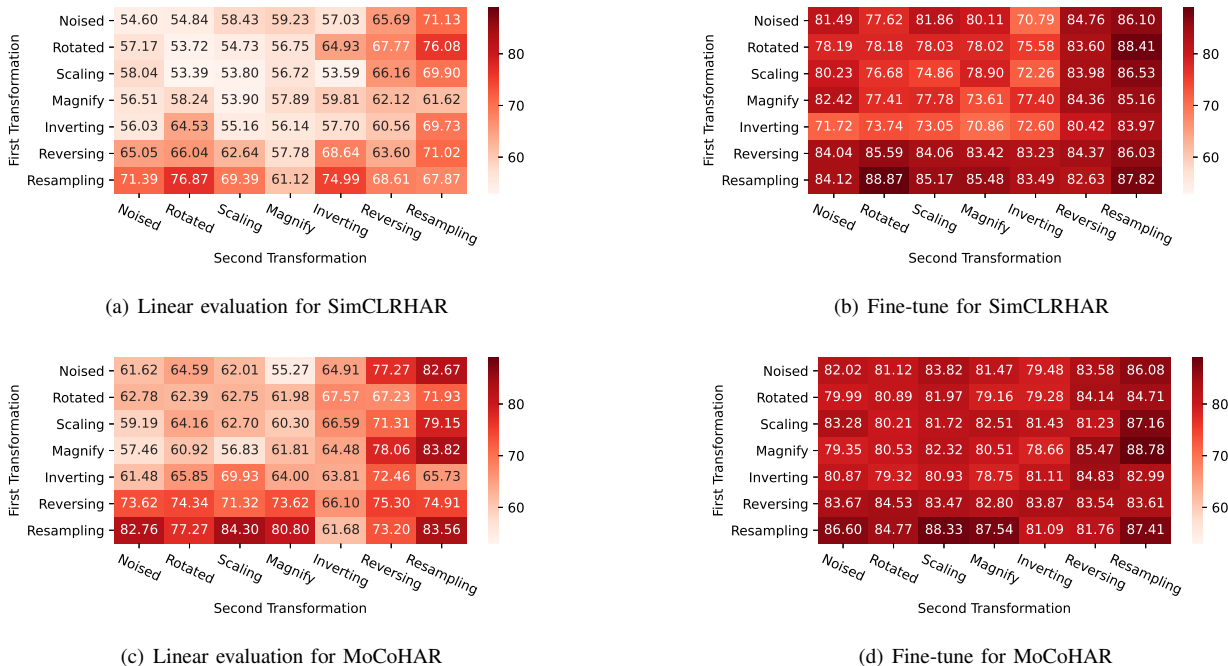 First Transformation
Noised 54.60 54.84 58.43 59.23 57.03 65.69 71.13
Rotated 57.17 53.72 54.73 56.75 64.93 67.77 76.08
Scaling 58.04 53.39 53.80 56.72 53.59 66.16 69.90
Magnify 56.51 58.24 53.90 57.89 59.81 62.12 61.62
Inverting 56.03 64.53 55.16 56.14 57.70 60.56 69.73
Reversing 65.05 66.04 62.64 57.78 68.64 63.60 71.02
Resampling 71.39 76.87 69.39 61.12 74.99 68.61 67.87
Noised Rotated Scaling Magnify Inverting Reversing Resampling
Second Transformation
80
70
60
(a) Linear evaluation for SimCLRHAR
First Transformation
Noised 81.49 77.62 81.86 80.11 70.79 84.76 86.10
Rotated 78.19 78.18 78.03 78.02 75.58 83.60 88.41
Scaling 80.23 76.68 74.86 78.90 72.26 83.98 86.53
Magnify 82.42 77.41 77.78 73.61 77.40 84.36 85.16
Inverting 71.72 73.74 73.05 70.86 72.60 80.42 83.97
Reversing 84.04 85.59 84.06 83.42 83.23 84.37 86.03
Resampling 84.12 88.87 85.17 85.48 83.49 82.63 87.82
Noised Rotated Scaling Magnify Inverting Reversing Resampling
Second Transformation
80
70
60
(b) Fine-tune for SimCLRHAR
First Transformation
Noised 61.62 64.59 62.01 55.27 64.91 77.27 82.67
Rotated 62.78 62.39 62.75 61.98 67.57 67.23 71.93
Scaling 59.19 64.16 62.70 60.30 66.59 71.31 79.15
Magnify 57.46 60.92 56.83 61.81 64.48 78.06 83.82
Inverting 61.48 65.85 69.93 64.00 63.81 72.46 65.73
Reversing 73.62 74.34 71.32 73.62 66.10 75.30 74.91
Resampling 82.76 77.27 84.30 80.80 61.68 73.20 83.56
Noised Rotated Scaling Magnify Inverting Reversing Resampling
Second Transformation
80
70
60
(c) Linear evaluation for MoCoHAR
First Transformation
Noised 82.02 81.12 83.82 81.47 79.48 83.58 86.08
Rotated 79.99 80.89 81.97 79.16 79.28 84.14 84.71
Scaling 83.28 80.21 81.72 82.51 81.43 81.23 87.16
Magnify 79.35 80.53 82.32 80.51 78.66 85.47 88.78
Inverting 80.87 79.32 80.93 78.75 81.11 84.83 82.99
Reversing 83.67 84.53 83.47 82.80 83.87 83.54 83.61
Resampling 86.60 84.77 88.33 87.54 81.09 81.76 87.41
Noised Rotated Scaling Magnify Inverting Reversing Resampling
Second Transformation
80
70
60
(d) Fine-tune for MoCoHAR